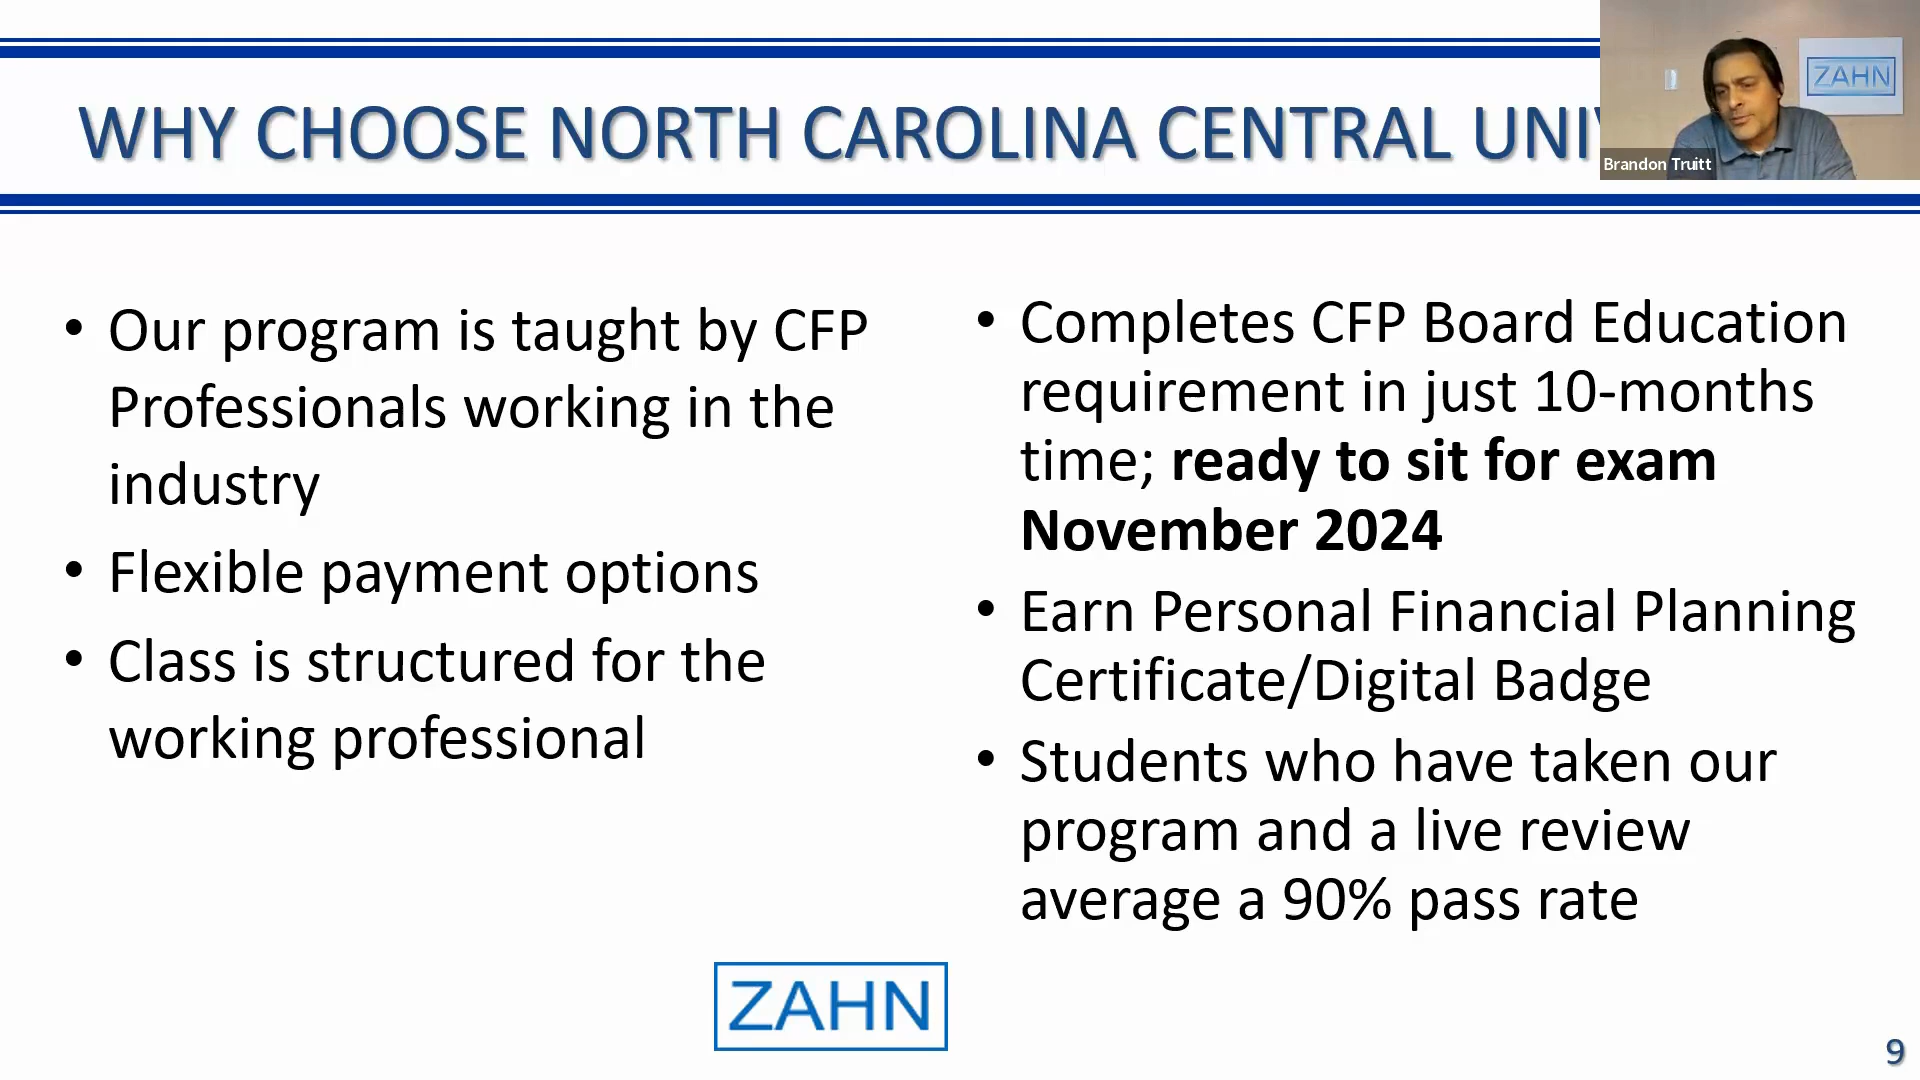 WHY CHOOSE NORTH CAROLINA CENTRAL UNIV
ZAHN
Brandon Truitt
• Our program is taught by CFP
Professionals working in the
industry
• Flexible payment options
• Class is structured for the
working professional
• Completes CFP Board Education
requirement in just 10-months
time; ready to sit for exam
November 2024
• Earn Personal Financial Planning
Certificate/Digital Badge
• Students who have taken our
program and a live review
average a 90% pass rate
ZAHN
9